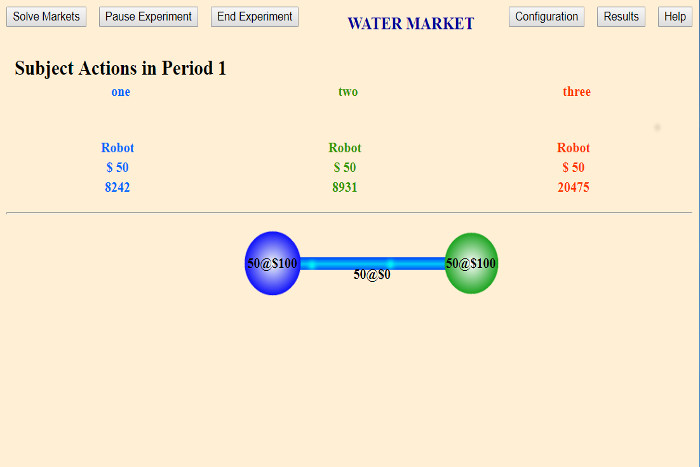 Solve Markets Pause Experiment End Experiment WATER MARKET Configuration Results Help
Subject Actions in Period 1
one two three
Robot Robot Robot
$ 50 $ 50 $ 50
8242 8931 20475
50@$100 50@$100
50@$0